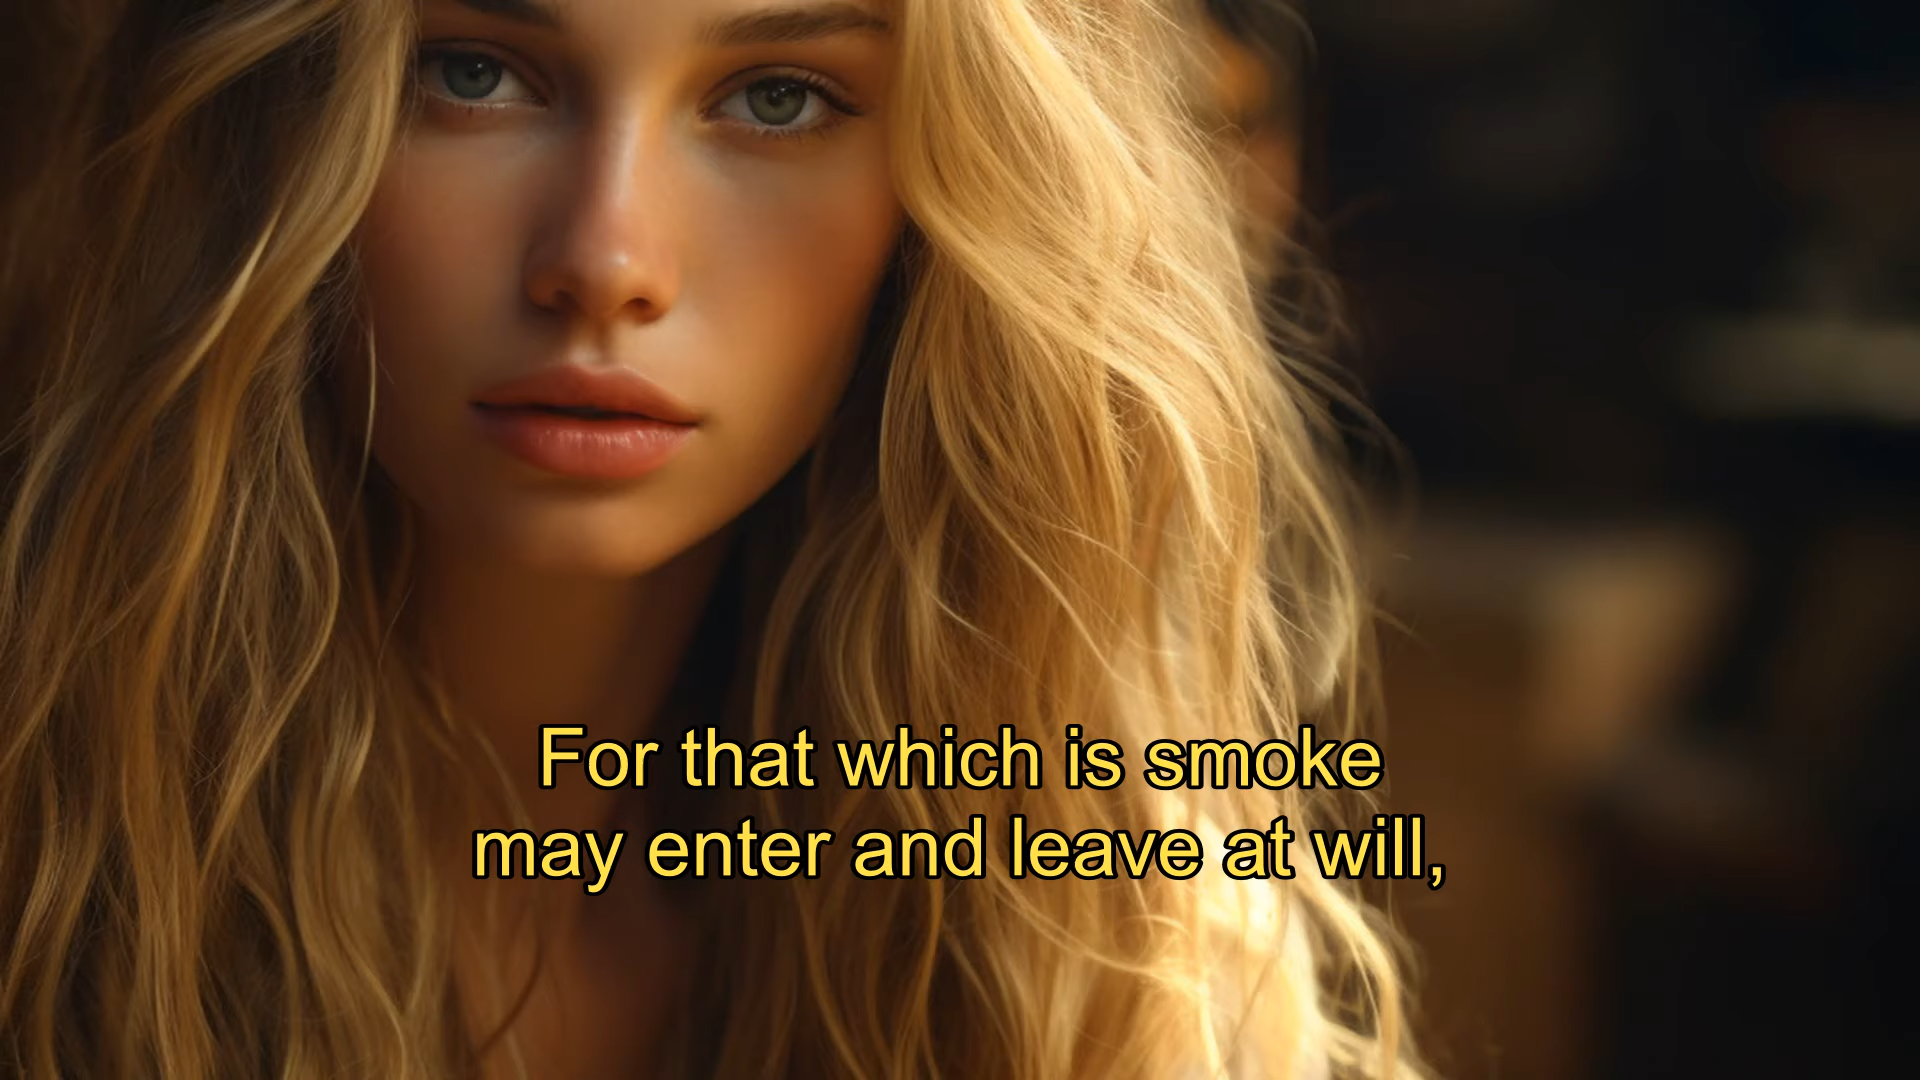 For that which is smoke
may enter and leave at will,